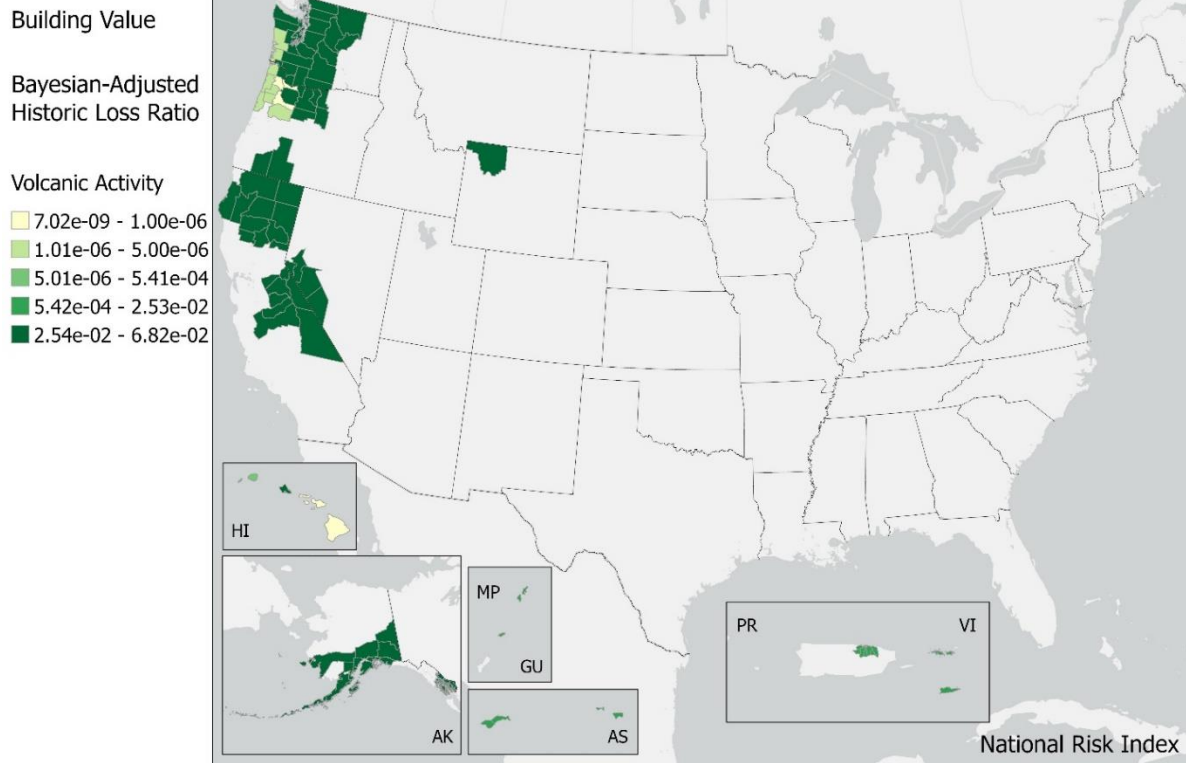 Building Value
Bayesian-Adjusted
Historic Loss Ratio
Volcanic Activity
7.02e-09 - 1.00e-06
1.01e-06 - 5.00e-06
5.01e-06 - 5.41e-04
5.42e-04 - 2.53e-02
2.54e-02 - 6.82e-02
HI
AK
MP
GU
AS
PR
VI
National Risk Index